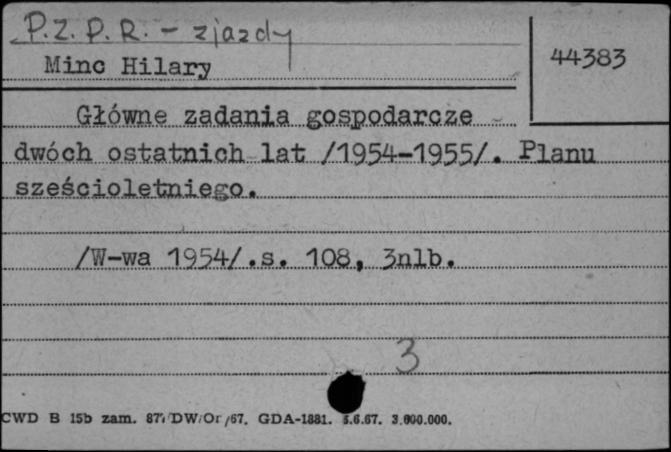 P.Z.P.R. - zjazdy
44383
Minc Hilary
Główne zadania gospodarcze
dwóch ostatnich lat /1954-1955/. Planu
sześcioletniego.
/W-wa 1954/.s. 108, 3nlb.
3
CWD B 15b zam. 87/DW/Or/67. GDA-1881. 5.6.67. 3.000.000.